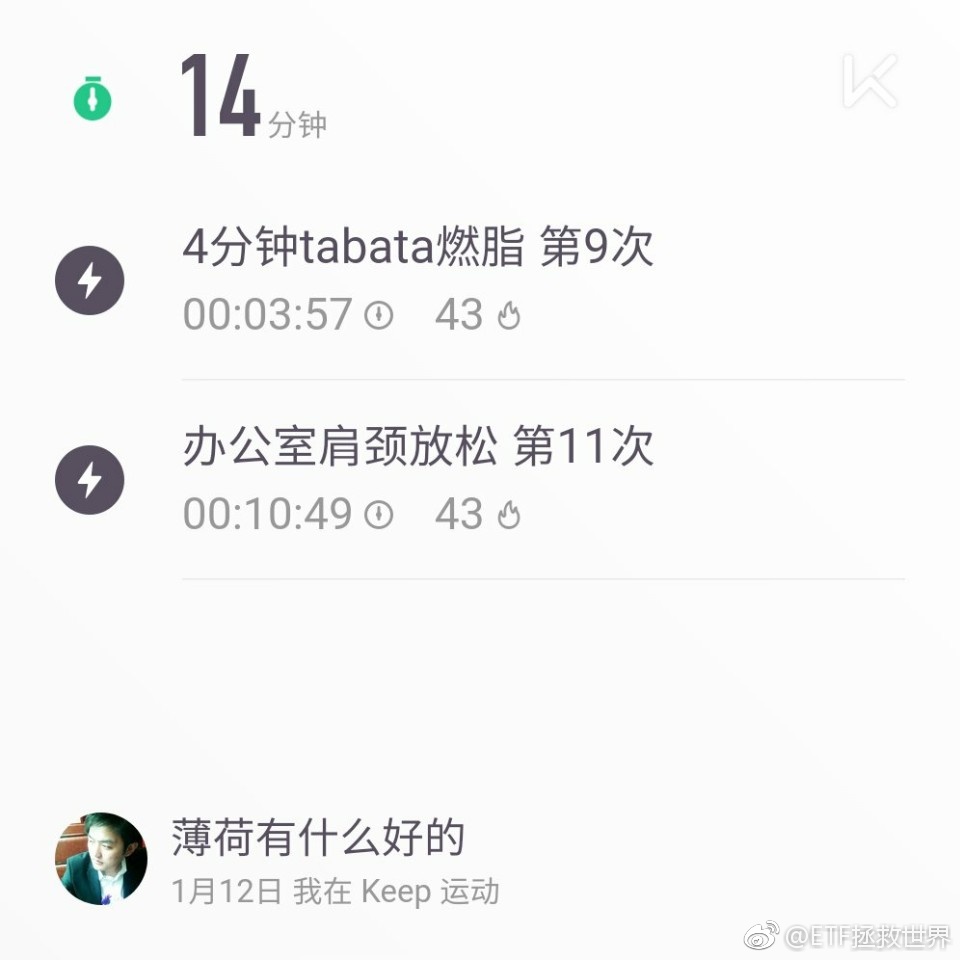 14分钟
4分钟tabata燃脂 第9次
00:03:57 43
办公室肩颈放松 第11次
00:10:49 43
薄荷有什么好的
1月12日 我在 Keep 运动
@ETF拯救世界